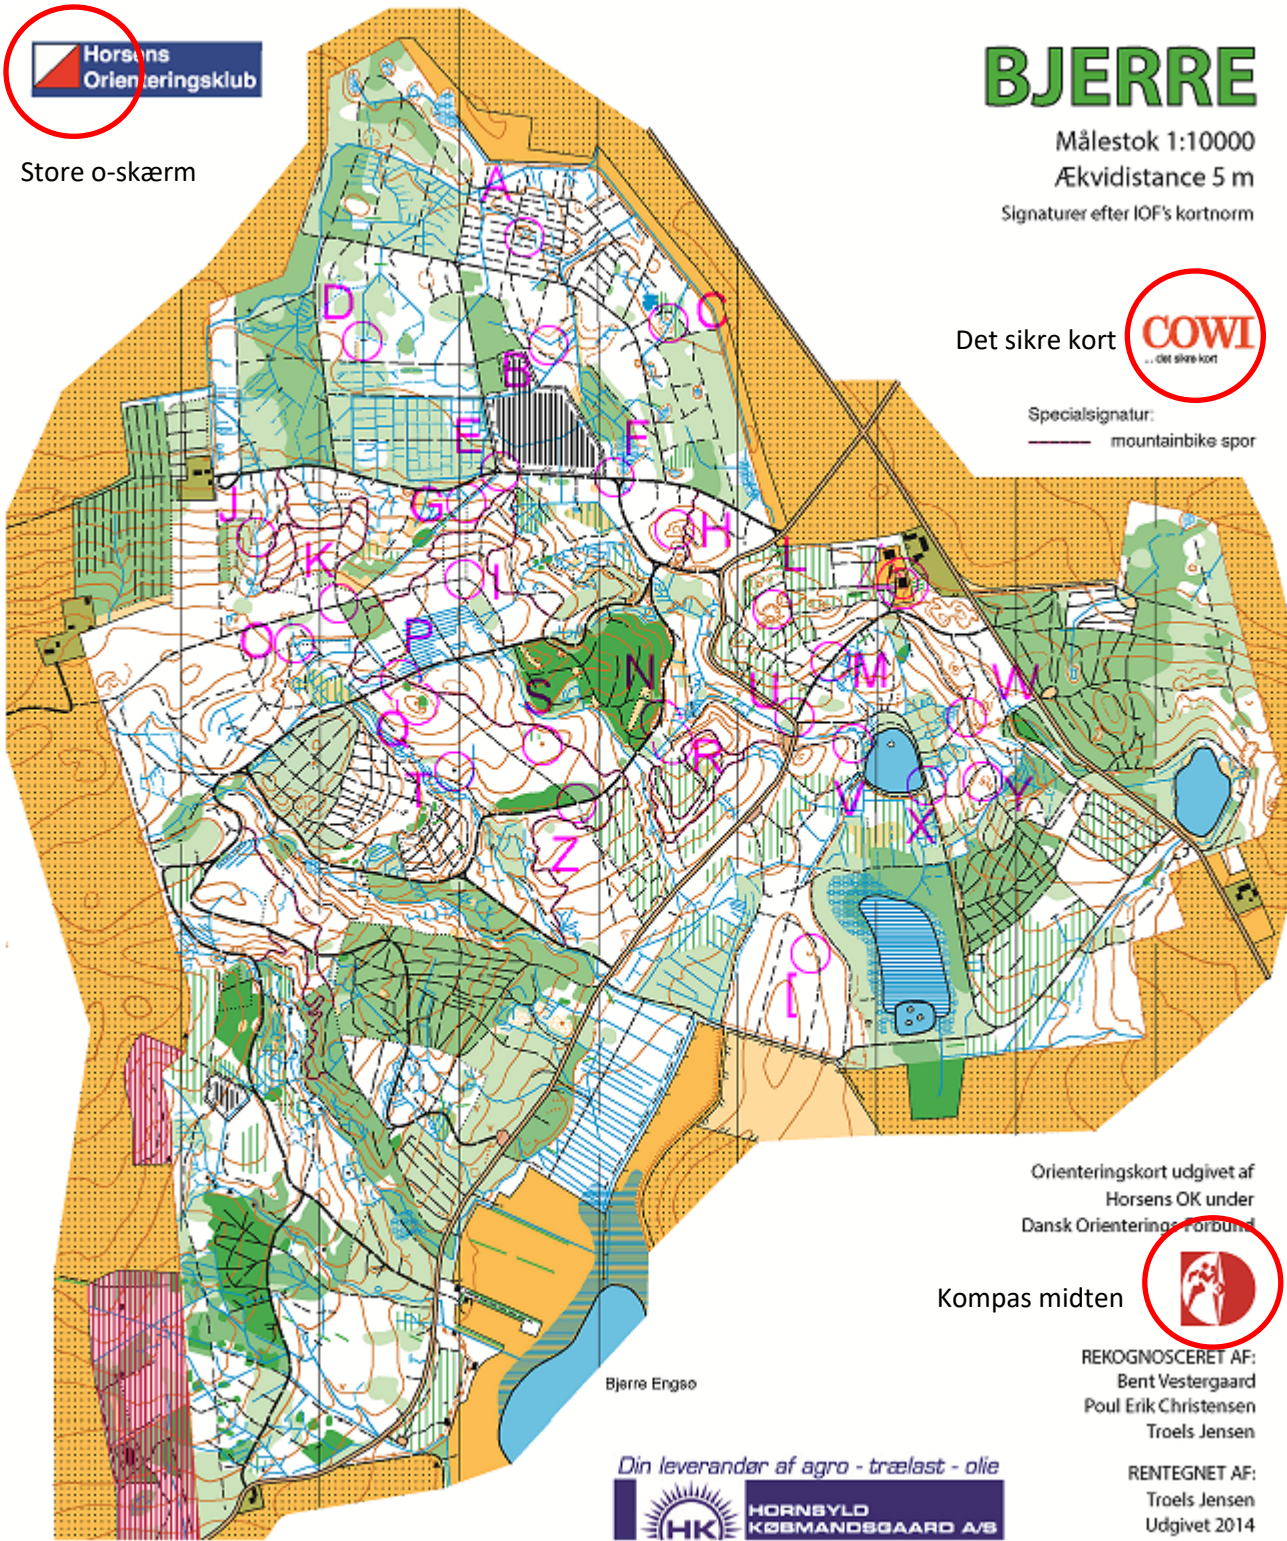 Horsens
Orienteringsklub
Store o-skærm
BJERRE
Målestok 1:10000
Ækvidistance 5 m
Signaturer efter IOF's kortnorm
Det sikre kort
COWI
... det sikre kort
Specialsignatur:
mountainbike spor
A
D
C
B
E
F
G
J
H
K
L
I
O
P
N
M
S
U
W
Q
R
T
V
Y
X
Z
[
Orienteringskort udgivet af
Horsens OK under
Dansk Orienterings-Forbund
Kompas midten
REKOGNOSCERET AF:
Bent Vestergaard
Poul Erik Christensen
Troels Jensen
Bjerre Engsø
RENTEGNET AF:
Troels Jensen
Udgivet 2014
Din leverandør af agro - trælast - olie
HK
HORNSYLD
KØBMANDSGAARD A/S